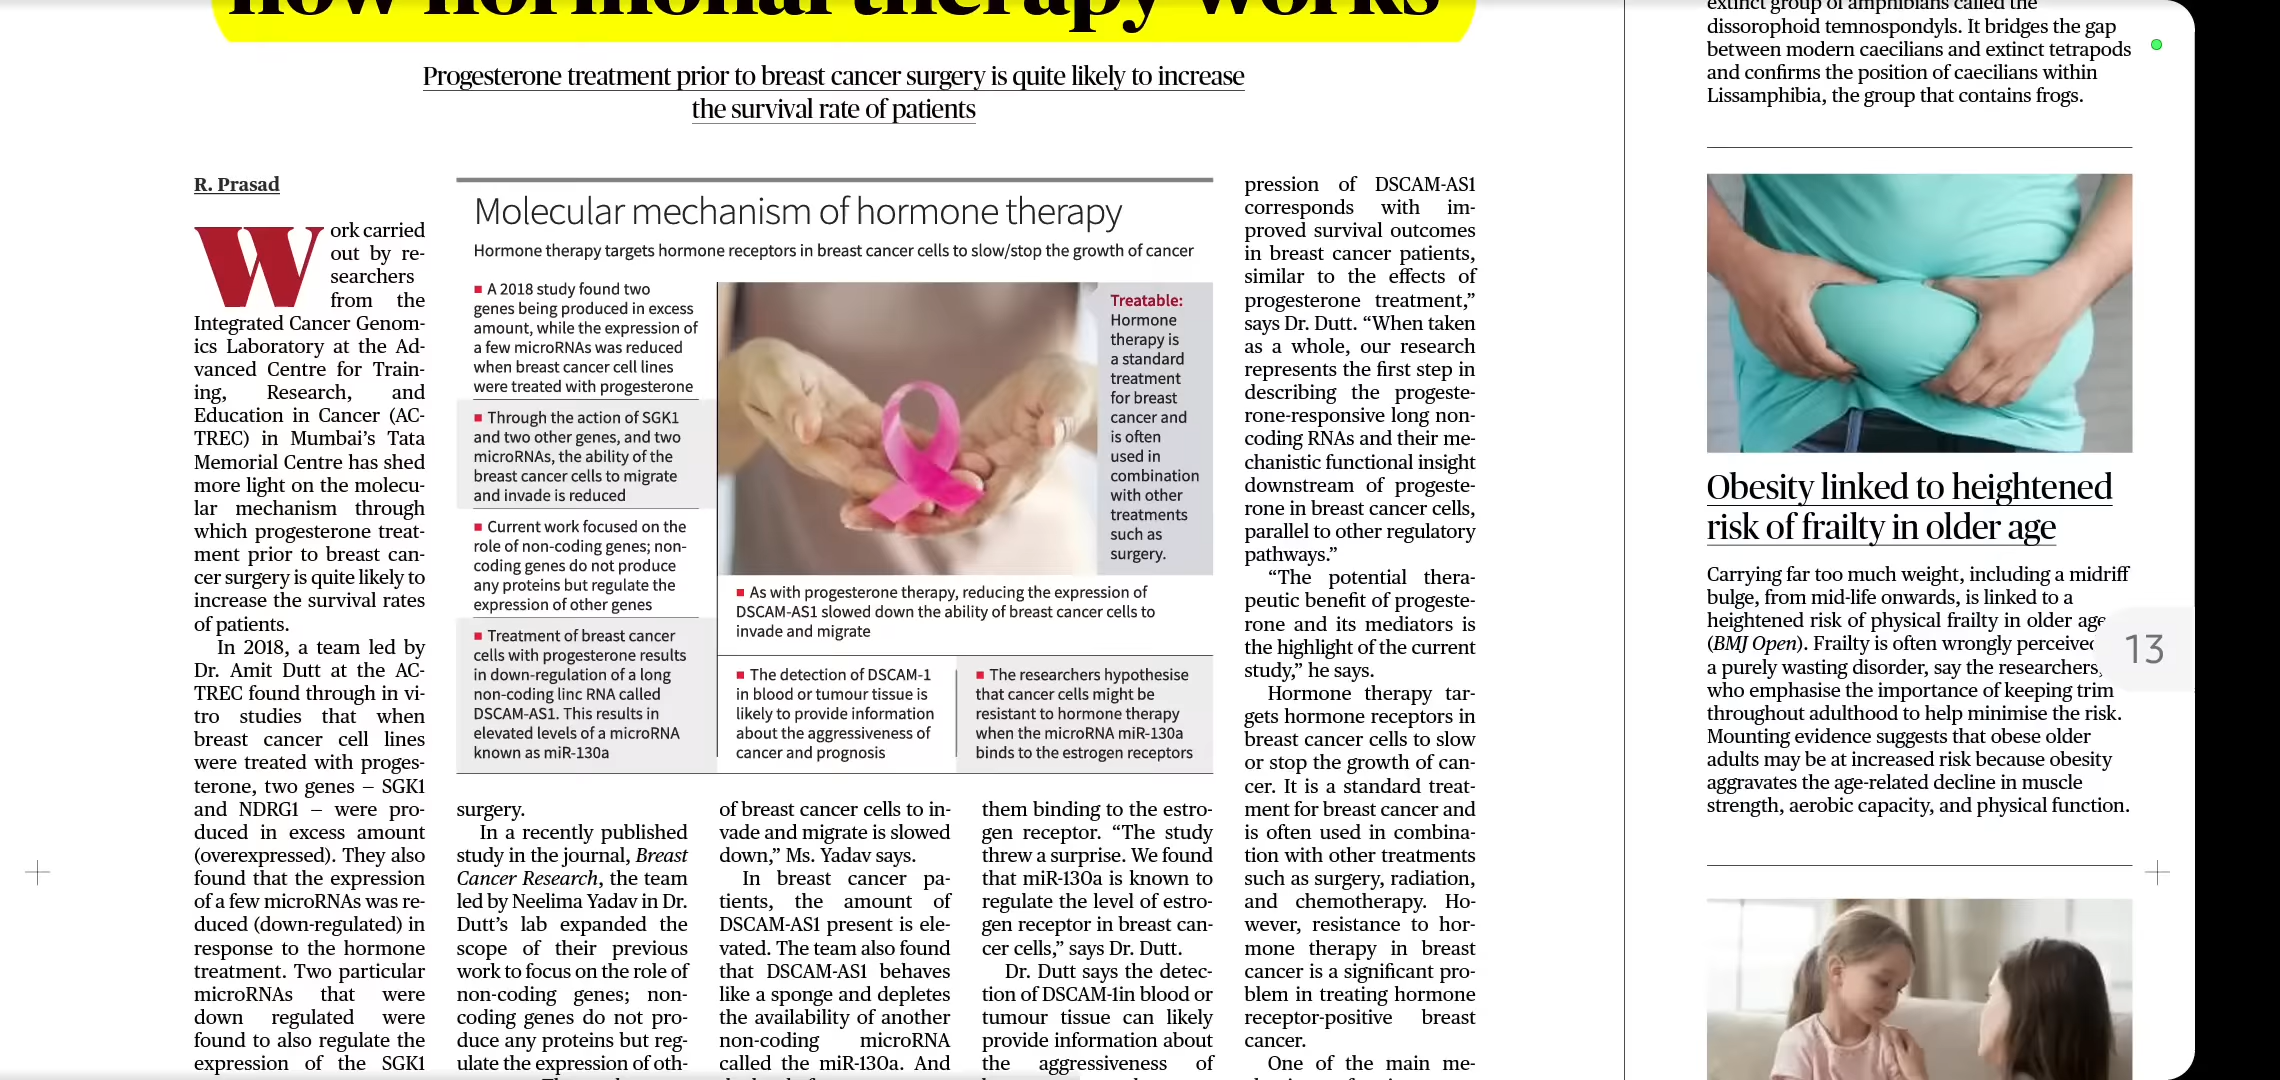 how hormonal therapy works
Progesterone treatment prior to breast cancer surgery is quite likely to increase
the survival rate of patients
R. Prasad
Work carried
out by re-
searchers
from the
Integrated Cancer Genom-
ics Laboratory at the Ad-
vanced Centre for Train-
ing, Research, and
Education in Cancer (AC-
TREC) in Mumbai’s Tata
Memorial Centre has shed
more light on the molecu-
lar mechanism through
which progesterone treat-
ment prior to breast can-
cer surgery is quite likely to
increase the survival rates
of patients.
In 2018, a team led by
Dr. Amit Dutt at the AC-
TREC found through in vi-
tro studies that when
breast cancer cell lines
were treated with proges-
terone, two genes – SGK1
and NDRG1 – were pro-
duced in excess amount
(overexpressed). They also
found that the expression
of a few microRNAs was re-
duced (down-regulated) in
response to the hormone
treatment. Two particular
microRNAs that were
down regulated were
found to also regulate the
expression of the SGK1
Molecular mechanism of hormone therapy
Hormone therapy targets hormone receptors in breast cancer cells to slow/stop the growth of cancer
■ A 2018 study found two
genes being produced in excess
amount, while the expression of
a few microRNAs was reduced
when breast cancer cell lines
were treated with progesterone
■ Through the action of SGK1
and two other genes, and two
microRNAs, the ability of the
breast cancer cells to migrate
and invade is reduced
■ Current work focused on the
role of non-coding genes; non-
coding genes do not produce
any proteins but regulate the
expression of other genes
■ Treatment of breast cancer
cells with progesterone results
in down-regulation of a long
non-coding linc RNA called
DSCAM-AS1. This results in
elevated levels of a microRNA
known as miR-130a
Treatable:
Hormone
therapy is
a standard
treatment
for breast
cancer and
is often
used in
combination
with other
treatments
such as
surgery.
■ As with progesterone therapy, reducing the expression of
DSCAM-AS1 slowed down the ability of breast cancer cells to
invade and migrate
■ The detection of DSCAM-1
in blood or tumour tissue is
likely to provide information
about the aggressiveness of
cancer and prognosis
■ The researchers hypothesise
that cancer cells might be
resistant to hormone therapy
when the microRNA miR-130a
binds to the estrogen receptors
surgery.
In a recently published
study in the journal, Breast
Cancer Research, the team
led by Neelima Yadav in Dr.
Dutt’s lab expanded the
scope of their previous
work to focus on the role of
non-coding genes; non-
coding genes do not pro-
duce any proteins but reg-
ulate the expression of oth-
of breast cancer cells to in-
vade and migrate is slowed
down,” Ms. Yadav says.
In breast cancer pa-
tients, the amount of
DSCAM-AS1 present is ele-
vated. The team also found
that DSCAM-AS1 behaves
like a sponge and depletes
the availability of another
non-coding microRNA
called the miR-130a. And
them binding to the estro-
gen receptor. “The study
threw a surprise. We found
that miR-130a is known to
regulate the level of estro-
gen receptor in breast can-
cer cells,” says Dr. Dutt.
Dr. Dutt says the detec-
tion of DSCAM-1in blood or
tumour tissue can likely
provide information about
the aggressiveness of
pression of DSCAM-AS1
corresponds with im-
proved survival outcomes
in breast cancer patients,
similar to the effects of
progesterone treatment,”
says Dr. Dutt. “When taken
as a whole, our research
represents the first step in
describing the progeste-
rone-responsive long non-
coding RNAs and their me-
chanistic functional insight
downstream of progeste-
rone in breast cancer cells,
parallel to other regulatory
pathways.”
“The potential thera-
peutic benefit of progeste-
rone and its mediators is
the highlight of the current
study,” he says.
Hormone therapy tar-
gets hormone receptors in
breast cancer cells to slow
or stop the growth of can-
cer. It is a standard treat-
ment for breast cancer and
is often used in combina-
tion with other treatments
such as surgery, radiation,
and chemotherapy. Ho-
wever, resistance to hor-
mone therapy in breast
cancer is a significant pro-
blem in treating hormone
receptor-positive breast
cancer.
One of the main me-
extinct group of amphibians called the
dissorophoid temnospondyls. It bridges the gap
between modern caecilians and extinct tetrapods
and confirms the position of caecilians within
Lissamphibia, the group that contains frogs.
Obesity linked to heightened
risk of frailty in older age
Carrying far too much weight, including a midriff
bulge, from mid-life onwards, is linked to a
heightened risk of physical frailty in older age
(BMJ Open). Frailty is often wrongly perceived
a purely wasting disorder, say the researchers,
who emphasise the importance of keeping trim
throughout adulthood to help minimise the risk.
Mounting evidence suggests that obese older
adults may be at increased risk because obesity
aggravates the age-related decline in muscle
strength, aerobic capacity, and physical function.
13